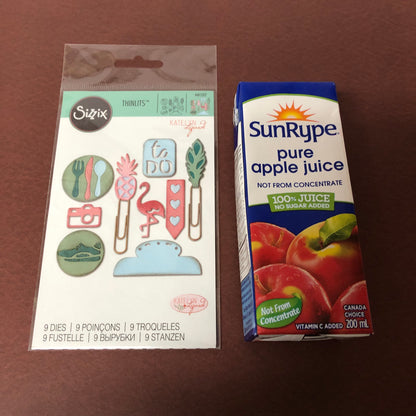 Sizzix
THINLITS™
to
DO
9 DIES | 9 POINÇONS | 9 TROQUELES
9 FUSTELLE | 9 ВЫРУБКИ | 9 STANZEN
SunRype®
pure
apple juice
NOT FROM CONCENTRATE
100% JUICE
NO SUGAR ADDED
Not From
Concentrate
CANADA
CHOICE
VITAMIN C ADDED 200 mL